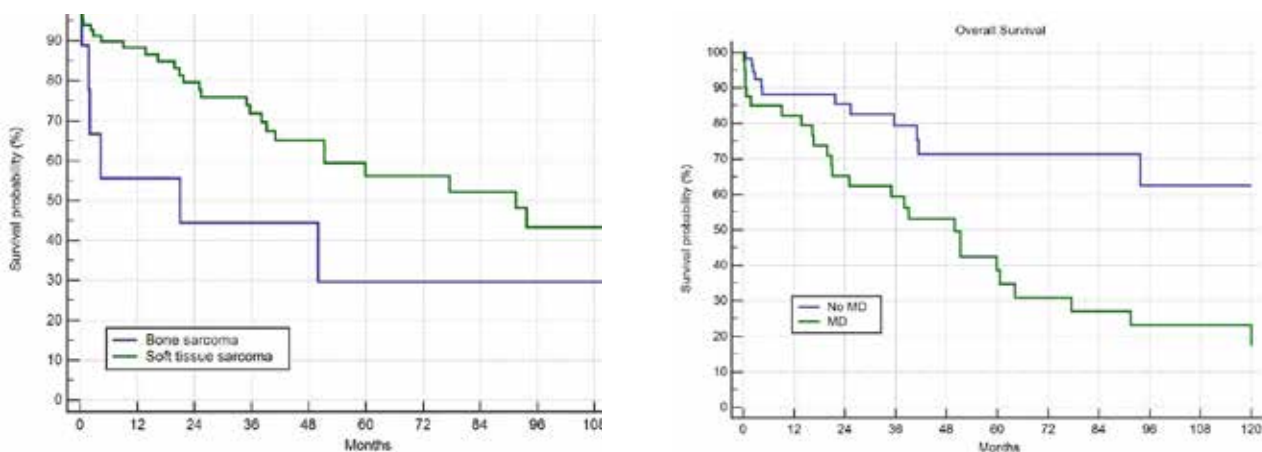 90
80
70
60
50
40
30
20
10
0
Survival probability (%)
Bone sarcoma
Soft tissue sarcoma
0 12 24 36 48 60 72 84 96 108
Months
Overall Survival
100
90
80
70
60
50
40
30
20
10
0
Survival probability (%)
No MD
MD
0 12 24 36 48 60 72 84 96 108 120
Months